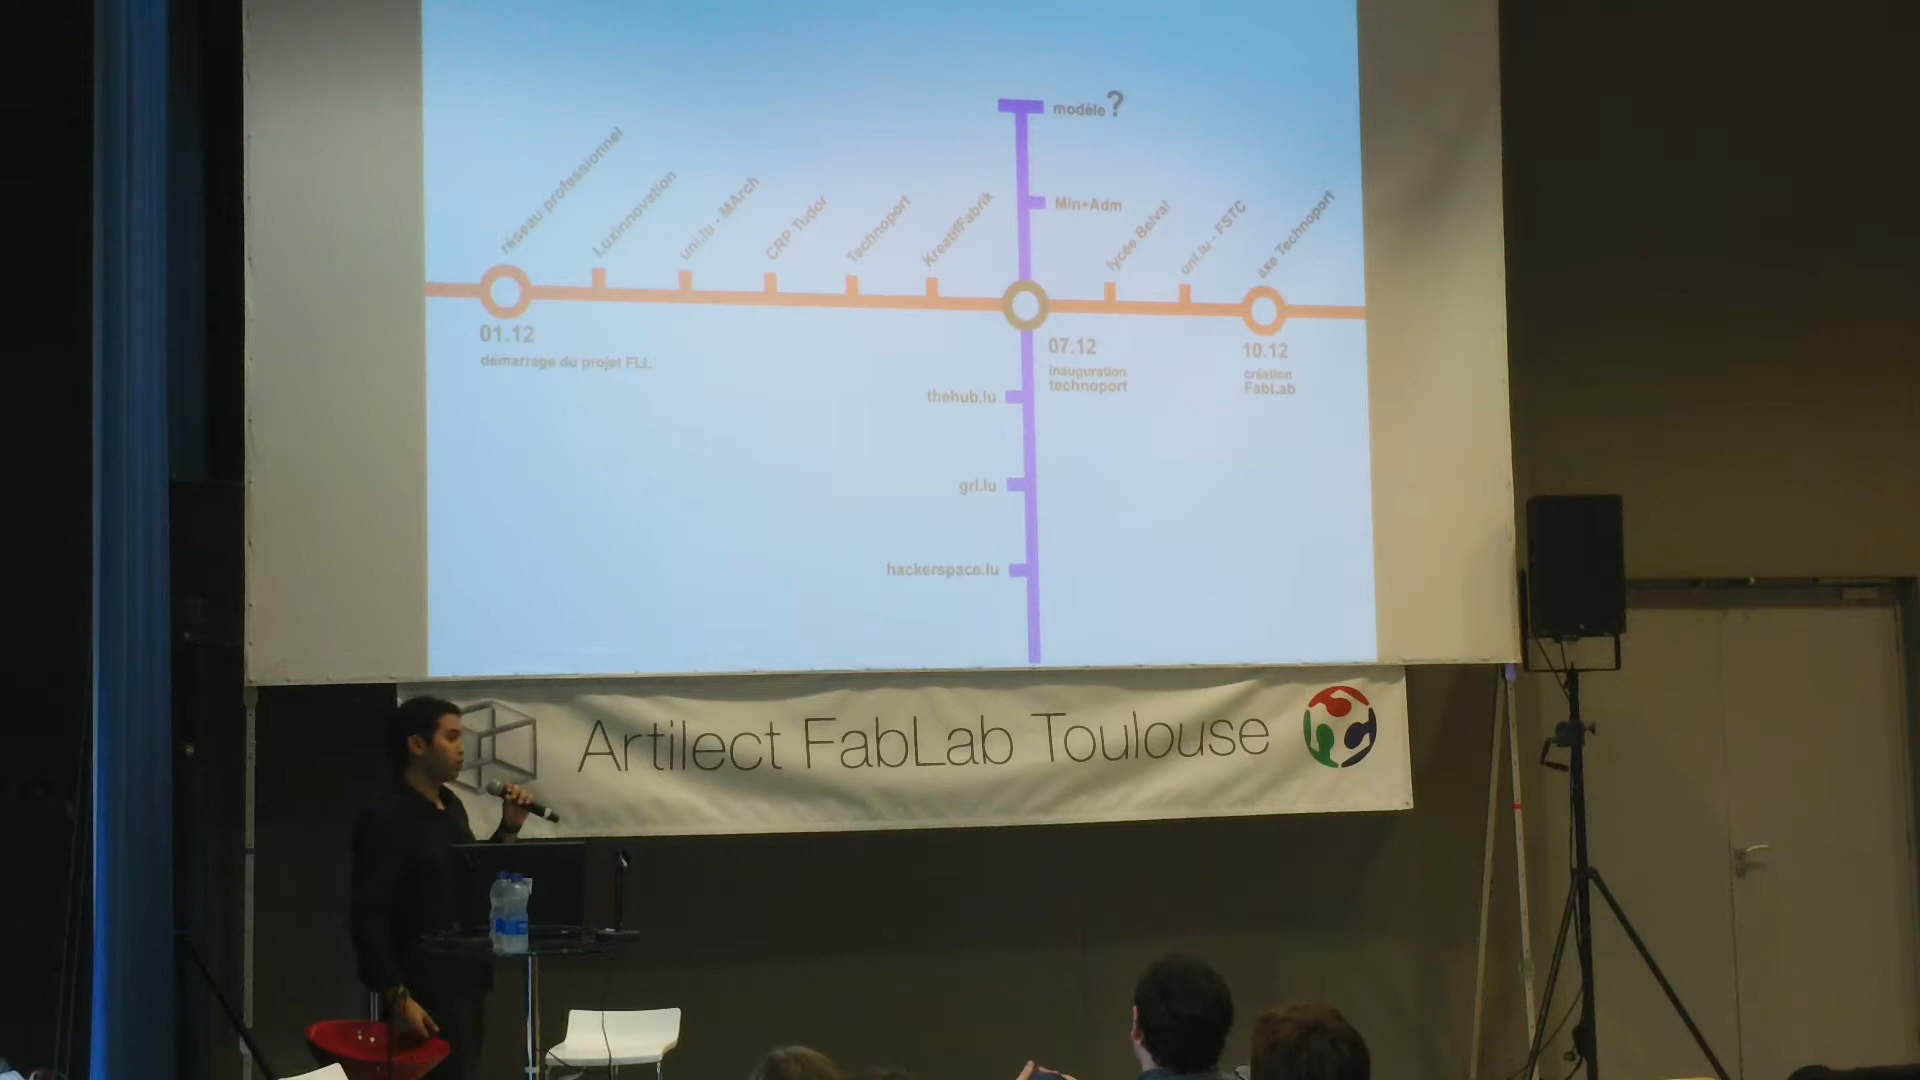 modèle ?
Min+Adm
réseau professionnel
Luxinnovation
uni.lu - MArch
CRP Tudor
Technoport
KreatifFabrik
lycée Belval
uni.lu - FSTC
axe Technoport
01.12
démarrage du projet FLL
07.12
inauguration
technoport
10.12
création
FabLab
thehub.lu
grl.lu
hackerspace.lu
Artilect FabLab Toulouse